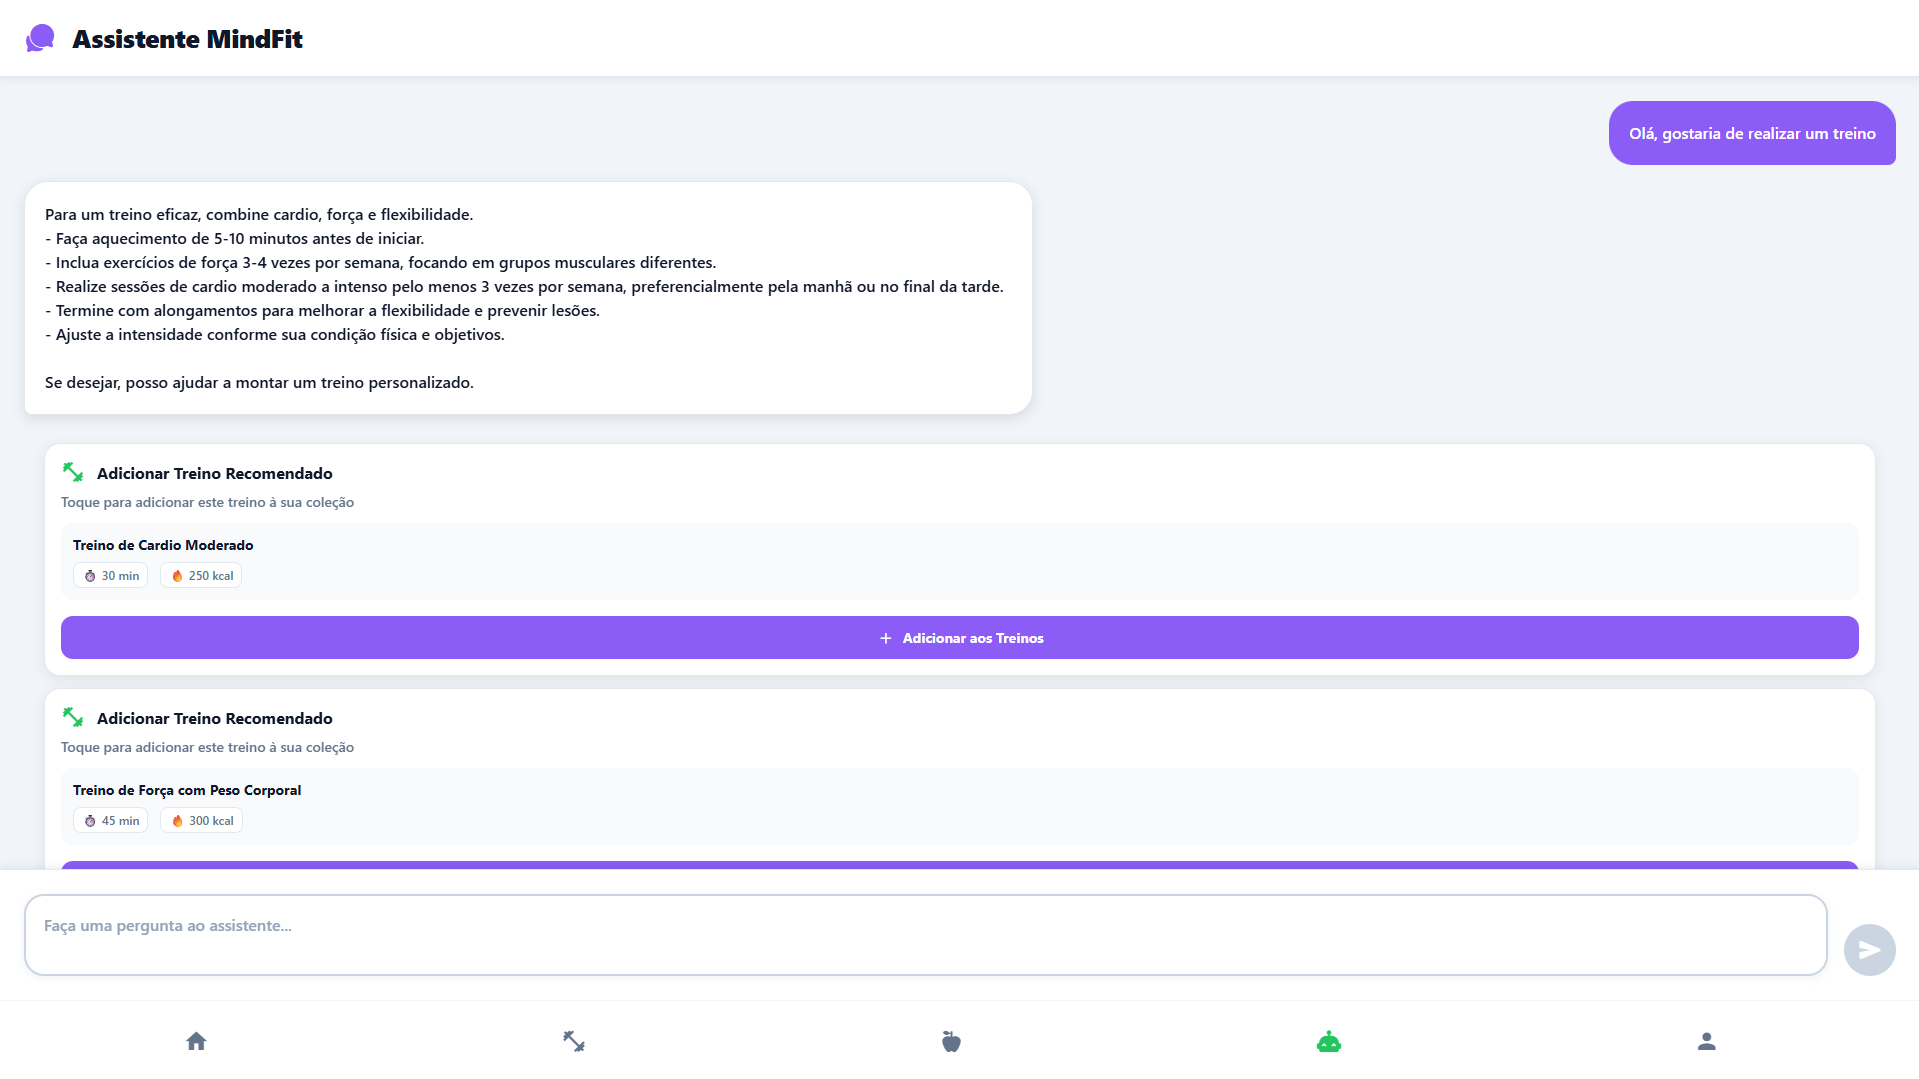 Assistente MindFit
Olá, gostaria de realizar um treino
Para um treino eficaz, combine cardio, força e flexibilidade.
- Faça aquecimento de 5-10 minutos antes de iniciar.
- Inclua exercícios de força 3-4 vezes por semana, focando em grupos musculares diferentes.
- Realize sessões de cardio moderado a intenso pelo menos 3 vezes por semana, preferencialmente pela manhã ou no final da tarde.
- Termine com alongamentos para melhorar a flexibilidade e prevenir lesões.
- Ajuste a intensidade conforme sua condição física e objetivos.
Se desejar, posso ajudar a montar um treino personalizado.
Adicionar Treino Recomendado
Toque para adicionar este treino à sua coleção
Treino de Cardio Moderado
30 min 250 kcal
+ Adicionar aos Treinos
Adicionar Treino Recomendado
Toque para adicionar este treino à sua coleção
Treino de Força com Peso Corporal
45 min 300 kcal
Faça uma pergunta ao assistente...